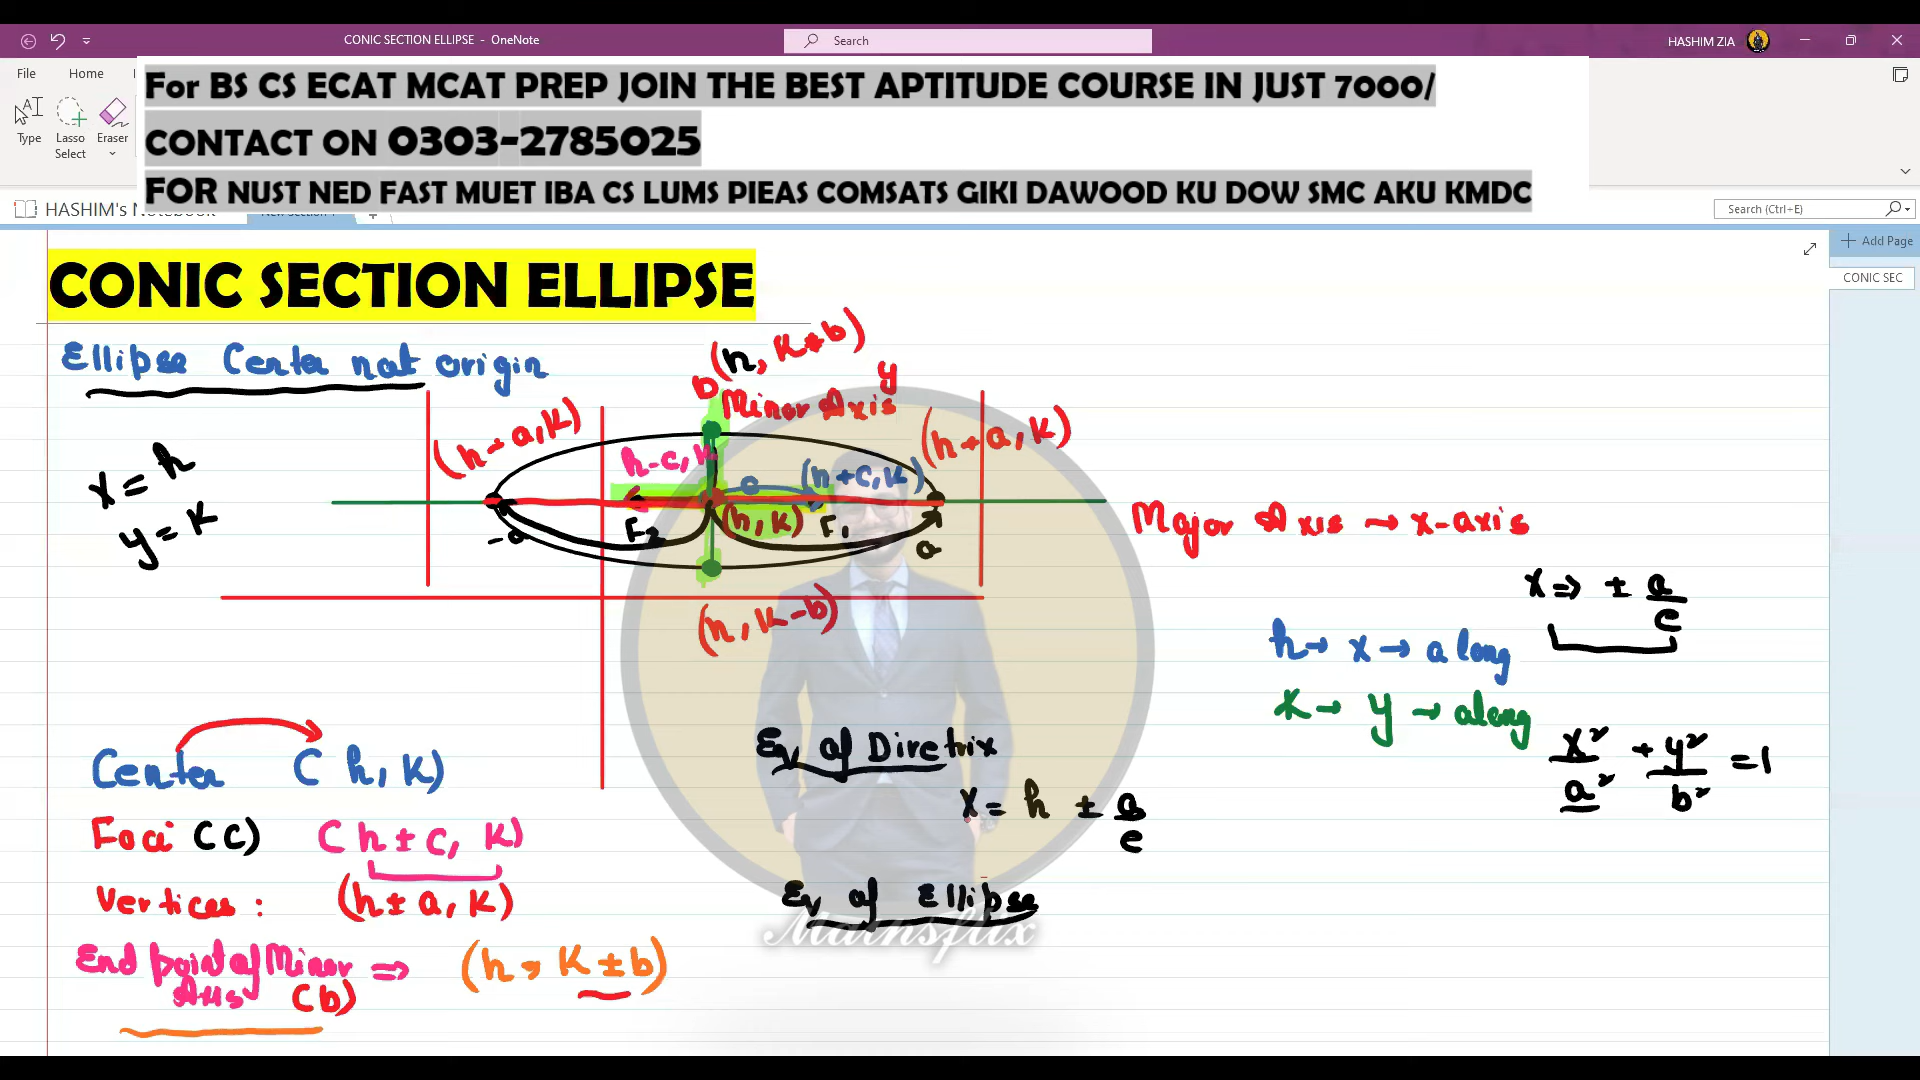 CONIC SECTION ELLIPSE - OneNote
Search
HASHIM ZIA
File
Home
For BS CS ECAT MCAT PREP JOIN THE BEST APTITUDE COURSE IN JUST 7000/
CONTACT ON 0303-2785025
FOR NUST NED FAST MUET IBA CS LUMS PIEAS COMSATS GIKI DAWOOD KU DOW SMC AKU KMDC
Type
Lasso Select
Eraser
HASHIM's Notebook
Search (Ctrl+E)
Add Page
CONIC SEC
CONIC SECTION ELLIPSE
Ellipse Center not origin
(h, K+b)
b
y
Minor Axis
(h-a, K)
(h+a, K)
h-c, K
c
(h+c, K)
x = h
y = K
-a
F2
(h, K)
F1
a
Major Axis → x-axis
(h, K-b)
x ⇒ ± a/e
h → x → along
K → y → along
x²/a² + y²/b² = 1
Center C h, K)
Eq of Diretrix
x = h ± a/e
Foci (C) ( h ± c, K)
Vertices : (h ± a, K)
Eq of Ellipse
End point of Minor Axis (b) ⇒ (h, K ± b)